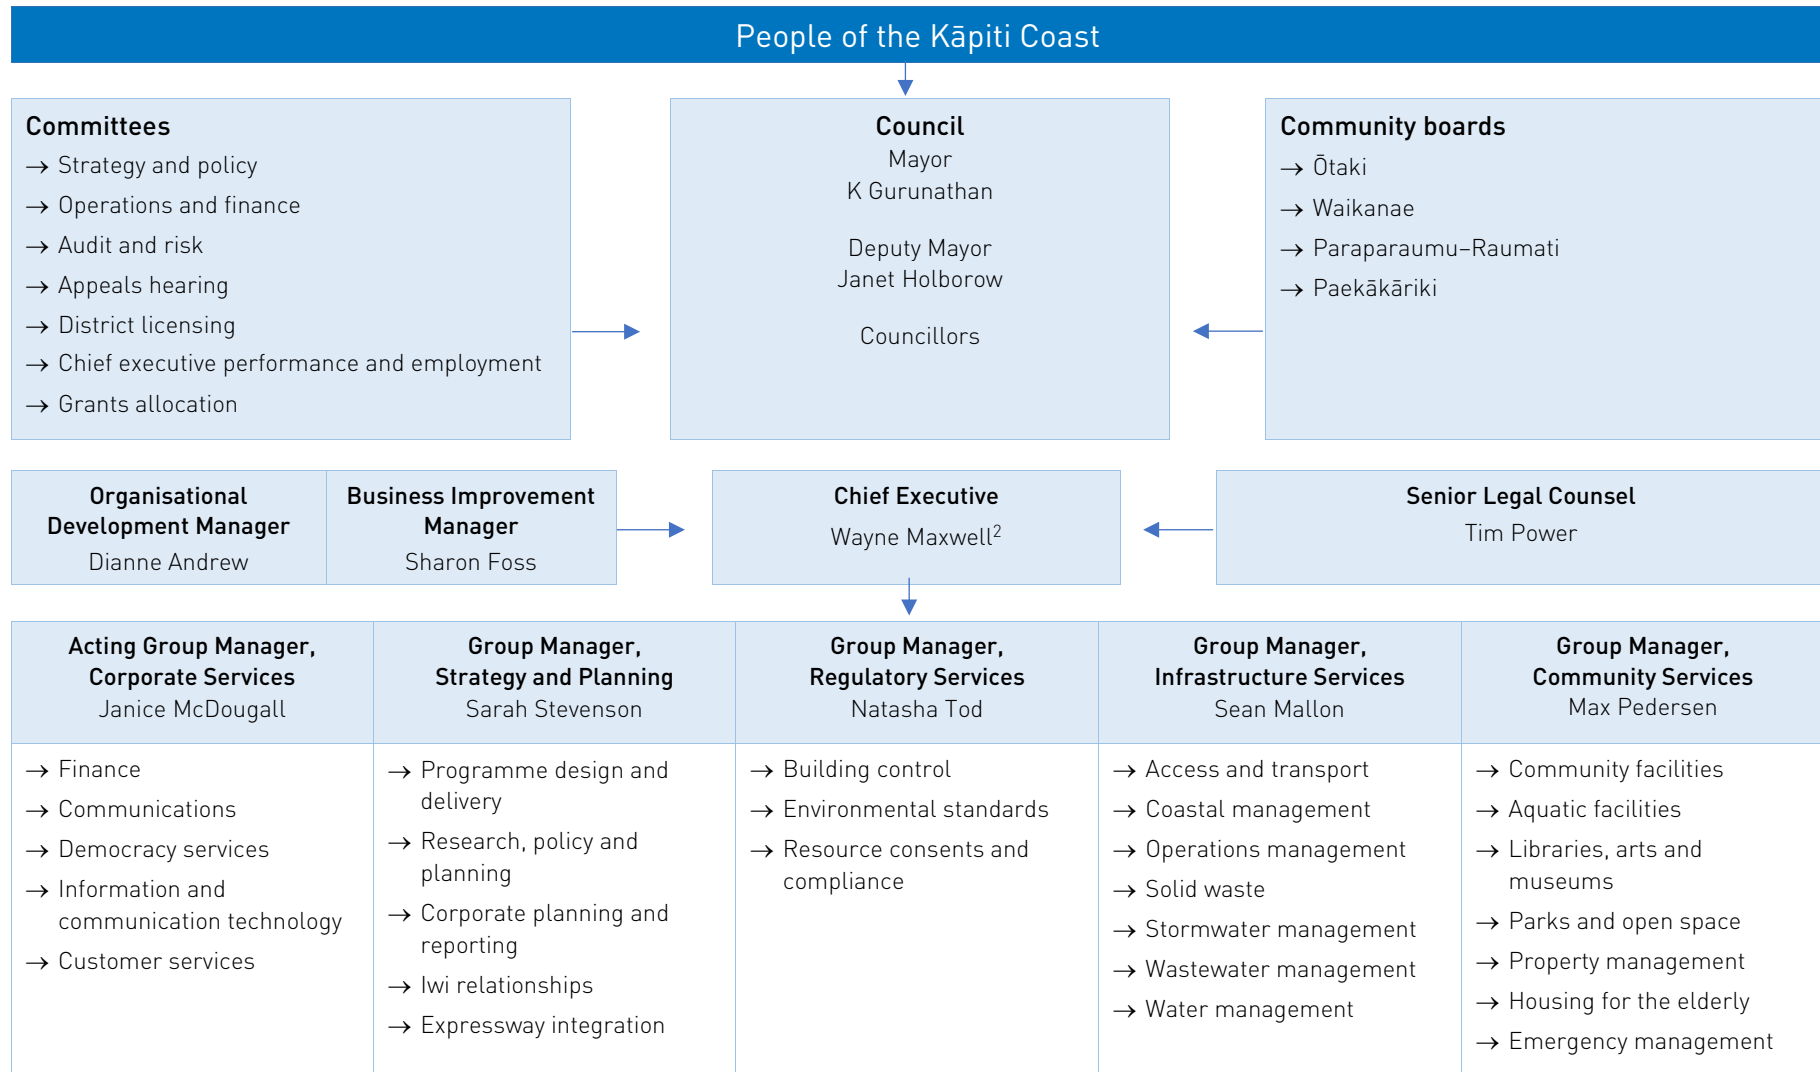 People of the Kāpiti Coast
Committees
→ Strategy and policy
→ Operations and finance
→ Audit and risk
→ Appeals hearing
→ District licensing
→ Chief executive performance and employment
→ Grants allocation
Council
Mayor
K Gurunathan
Deputy Mayor
Janet Holborow
Councillors
Community boards
→ Ōtaki
→ Waikanae
→ Paraparaumu–Raumati
→ Paekākāriki
Organisational
Development Manager
Dianne Andrew
Business Improvement
Manager
Sharon Foss
Chief Executive
Wayne Maxwell²
Senior Legal Counsel
Tim Power
Acting Group Manager,
Corporate Services
Janice McDougall
→ Finance
→ Communications
→ Democracy services
→ Information and
communication technology
→ Customer services
Group Manager,
Strategy and Planning
Sarah Stevenson
→ Programme design and
delivery
→ Research, policy and
planning
→ Corporate planning and
reporting
→ Iwi relationships
→ Expressway integration
Group Manager,
Regulatory Services
Natasha Tod
→ Building control
→ Environmental standards
→ Resource consents and
compliance
Group Manager,
Infrastructure Services
Sean Mallon
→ Access and transport
→ Coastal management
→ Operations management
→ Solid waste
→ Stormwater management
→ Wastewater management
→ Water management
Group Manager,
Community Services
Max Pedersen
→ Community facilities
→ Aquatic facilities
→ Libraries, arts and
museums
→ Parks and open space
→ Property management
→ Housing for the elderly
→ Emergency management